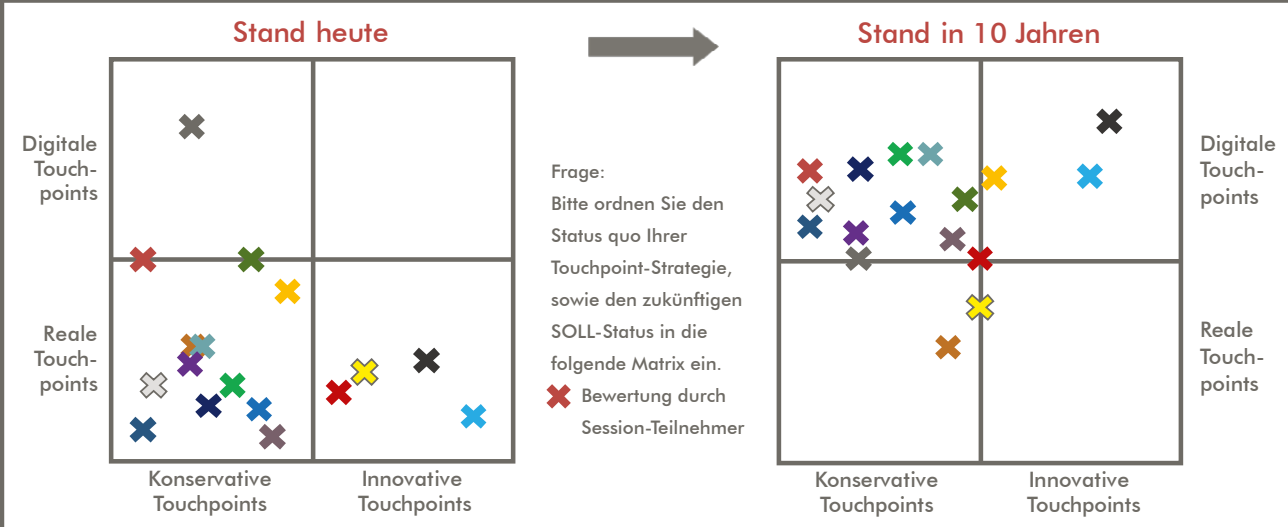 Stand heute
Stand in 10 Jahren
Digitale
Touch-
points
Reale
Touch-
points
Konservative
Touchpoints
Innovative
Touchpoints
Frage:
Bitte ordnen Sie den
Status quo Ihrer
Touchpoint-Strategie,
sowie den zukünftigen
SOLL-Status in die
folgende Matrix ein.
Bewertung durch
Session-Teilnehmer
Digitale
Touch-
points
Reale
Touch-
points
Konservative
Touchpoints
Innovative
Touchpoints